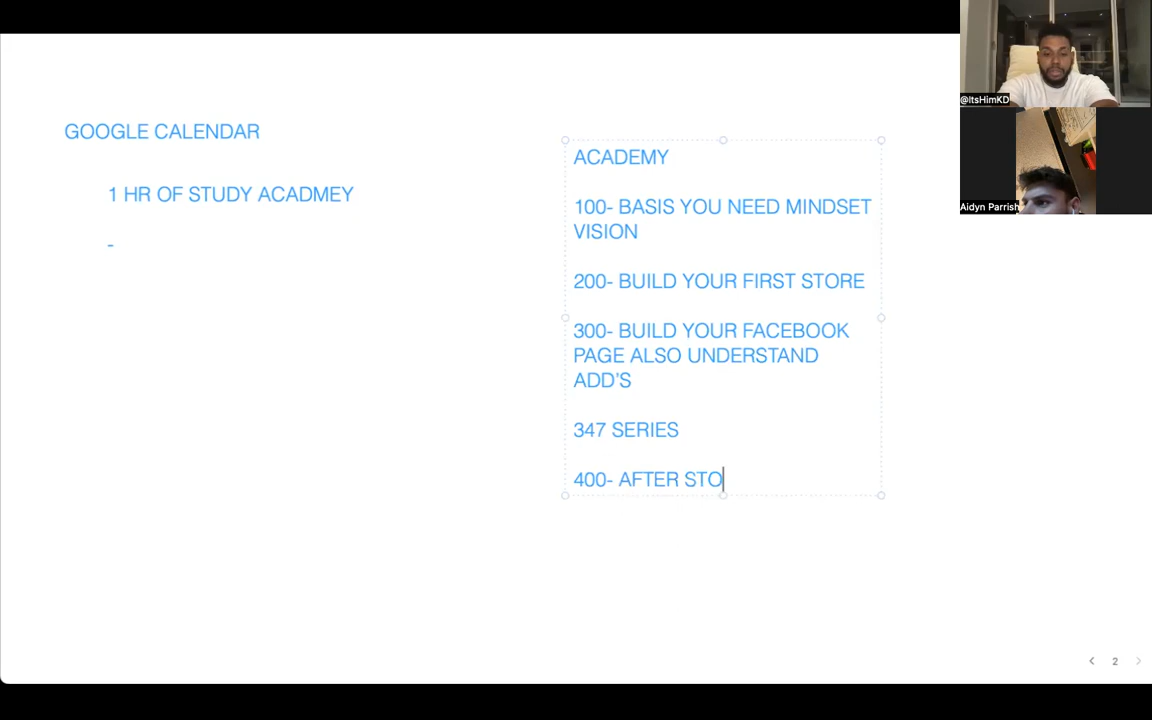 GOOGLE CALENDAR
1 HR OF STUDY ACADMEY
-
ACADEMY
100- BASIS YOU NEED MINDSET
VISION
200- BUILD YOUR FIRST STORE
300- BUILD YOUR FACEBOOK
PAGE ALSO UNDERSTAND
ADD'S
347 SERIES
400- AFTER STO
@ItsHimKD
Aidyn Parrish
2